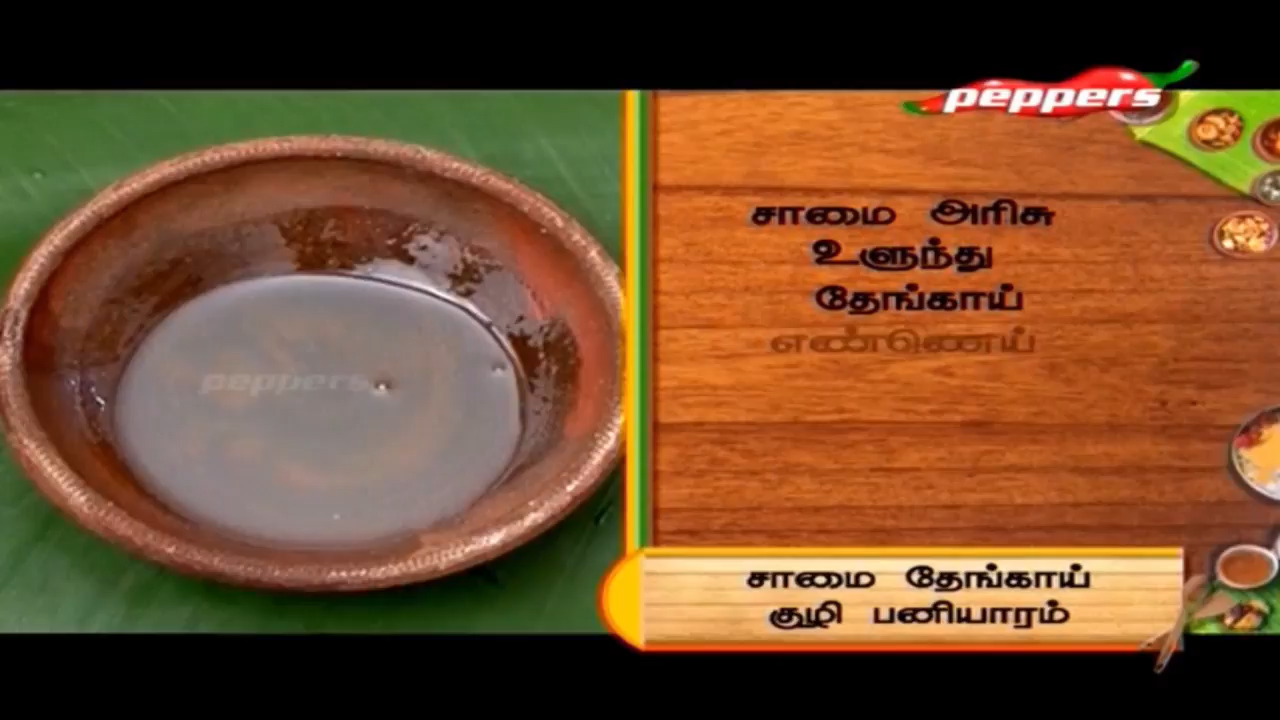 peppers
சாமை அரிசு
உளுந்து
தேங்காய்
எண்ணெய்
peppers
சாமை தேங்காய்
குழி பனியாரம்